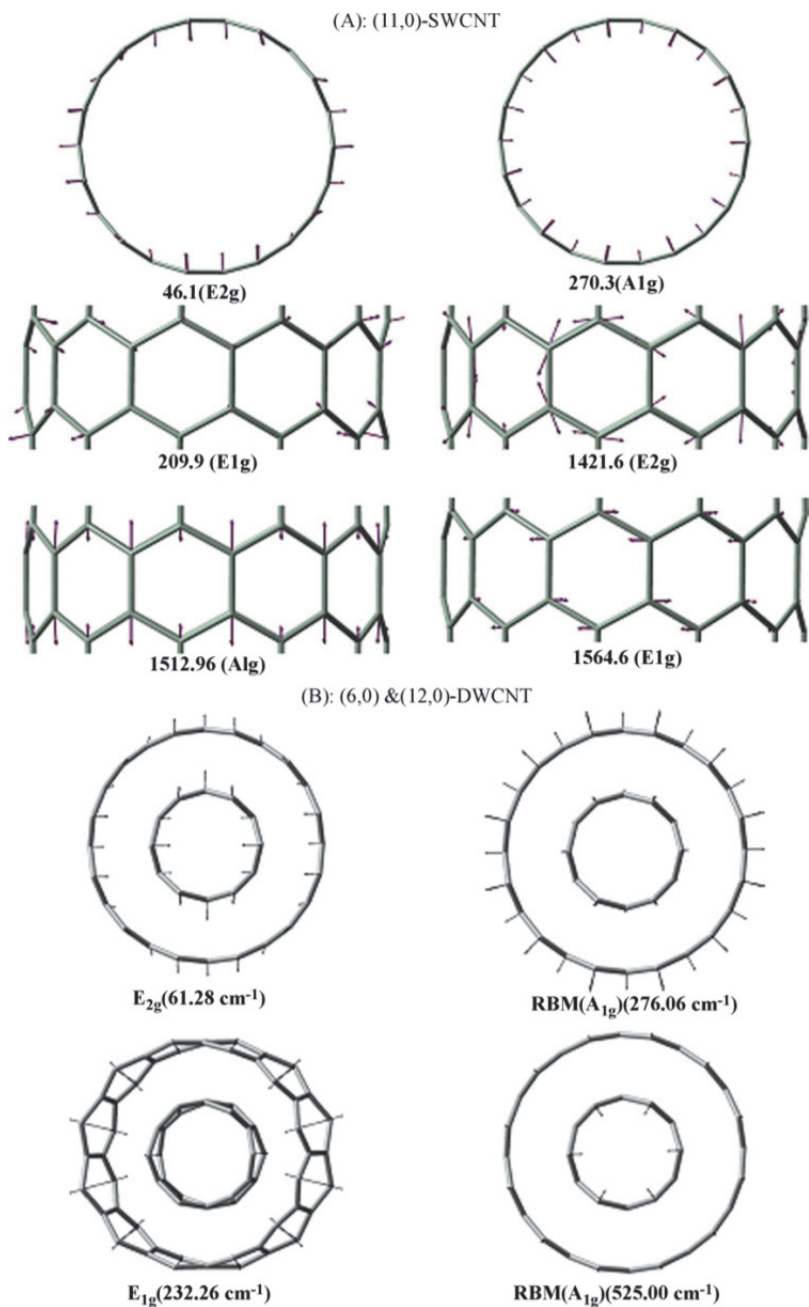 (A): (11,0)-SWCNT
46.1(E2g)
270.3(A1g)
209.9 (E1g)
1421.6 (E2g)
1512.96 (Alg)
1564.6 (E1g)
(B): (6,0) &(12,0)-DWCNT
E2g(61.28 cm-1)
RBM(A1g)(276.06 cm-1)
E1g(232.26 cm-1)
RBM(A1g)(525.00 cm-1)